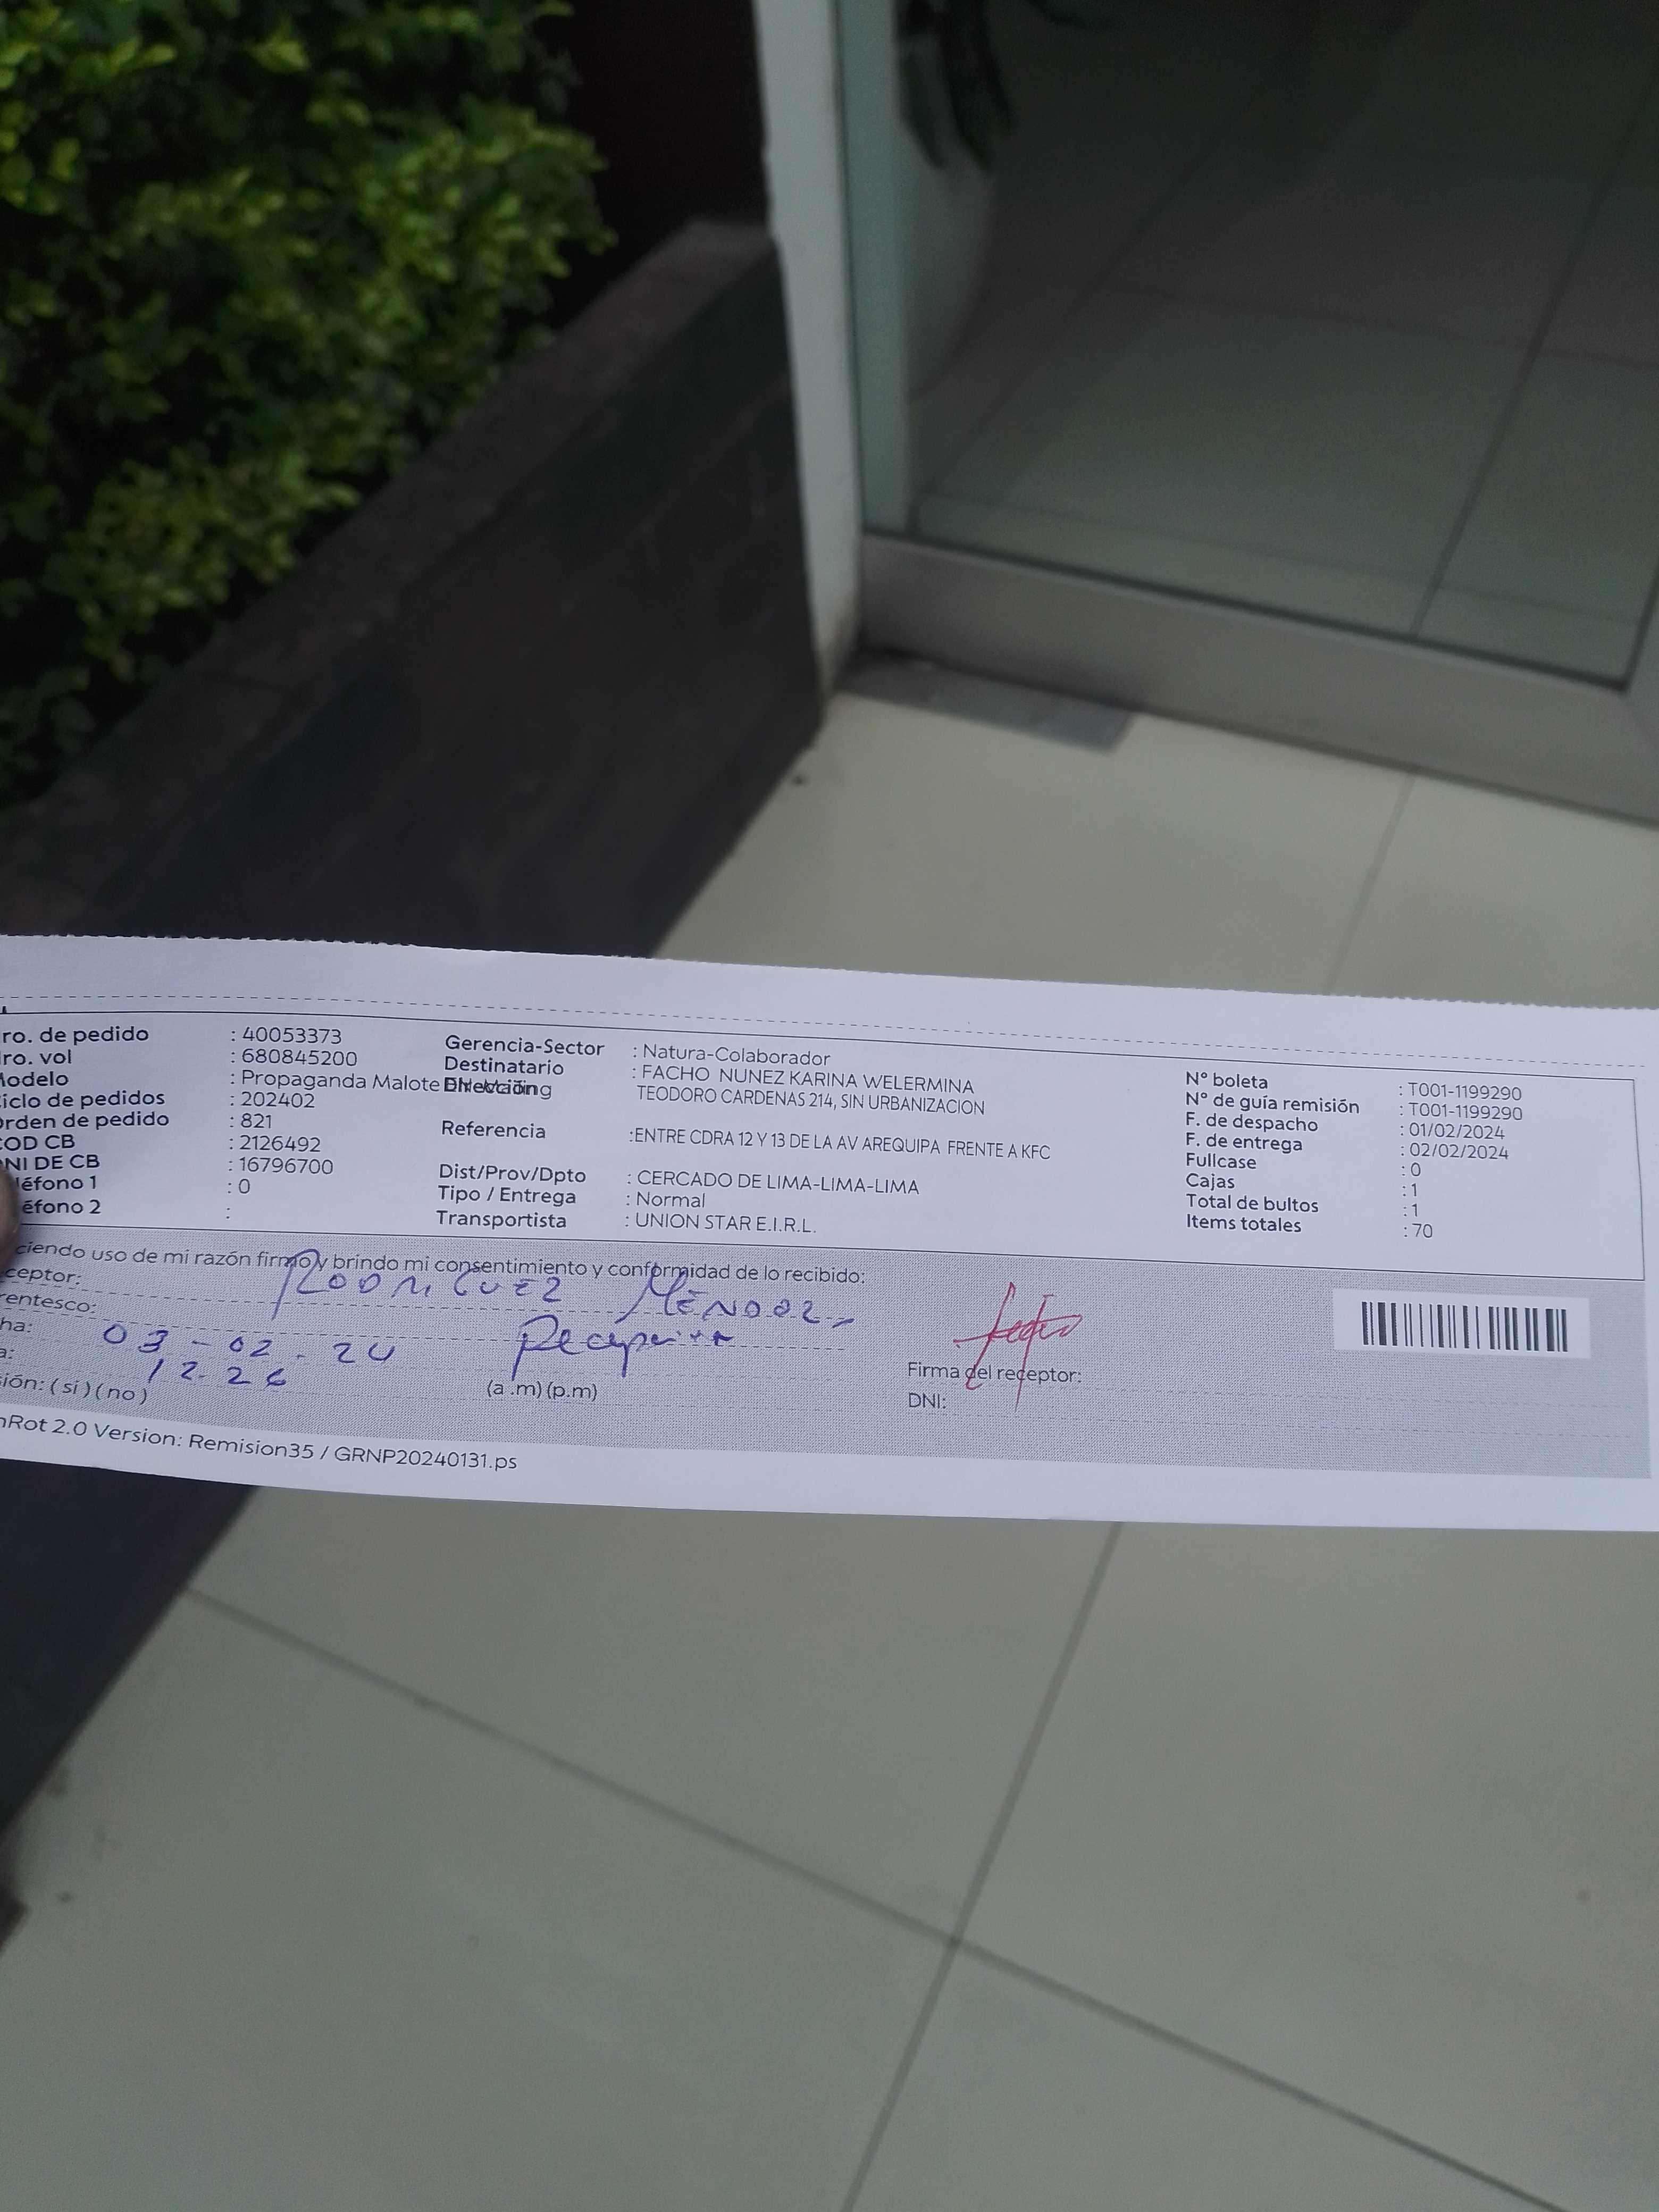 ro. de pedido : 40053373
ro. vol : 680845200
odelo : Propaganda Malote
iclo de pedidos : 202402
rden de pedido : 821
OD CB : 2126492
NI DE CB : 16796700
léfono 1 : 0
éfono 2 :
Gerencia-Sector : Natura-Colaborador
Destinatario : FACHO NUNEZ KARINA WELERMINA
Dirección TEODORO CARDENAS 214, SIN URBANIZACION
Referencia :ENTRE CDRA 12 Y 13 DE LA AV AREQUIPA FRENTE A KFC
Dist/Prov/Dpto : CERCADO DE LIMA-LIMA-LIMA
Tipo / Entrega : Normal
Transportista : UNION STAR E.I.R.L.
N° boleta : T001-1199290
N° de guía remisión : T001-1199290
F. de despacho : 01/02/2024
F. de entrega : 02/02/2024
Fullcase : 0
Cajas : 1
Total de bultos : 1
Items totales : 70
ciendo uso de mi razón firmo y brindo mi consentimiento y conformidad de lo recibido:
ceptor: RODRIGUEZ
rentesco:
ha: 03-02-24
a: 12.26 (a .m) (p.m)
sión: ( si ) ( no )
Firma del receptor:
DNI:
nRot 2.0 Version: Remision35 / GRNP20240131.ps